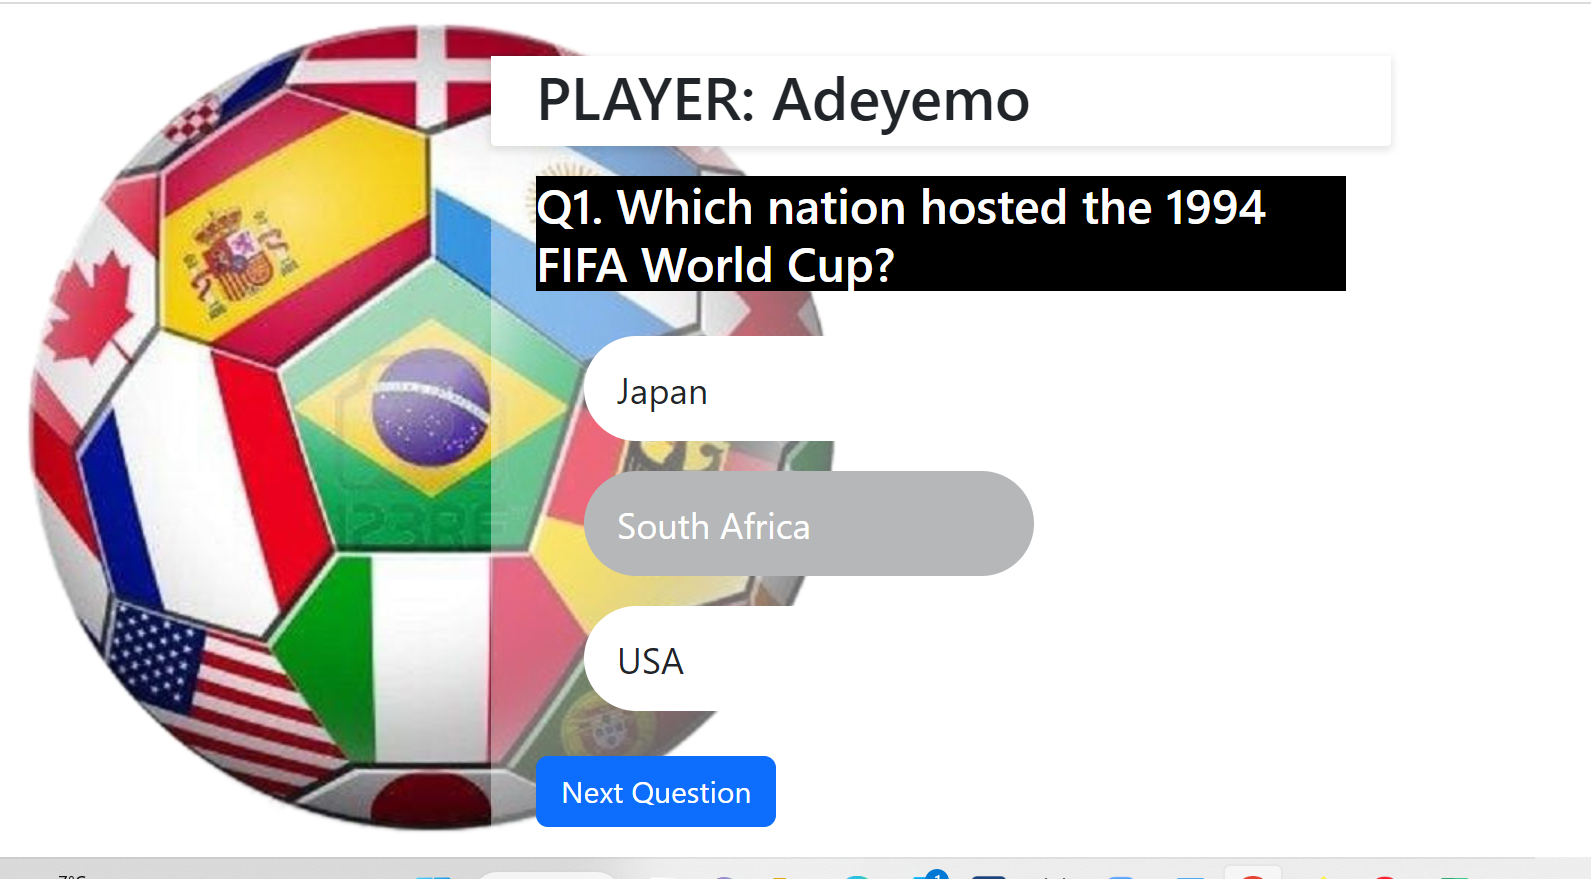 PLAYER: Adeyemo
Q1. Which nation hosted the 1994
FIFA World Cup?
Japan
South Africa
USA
Next Question